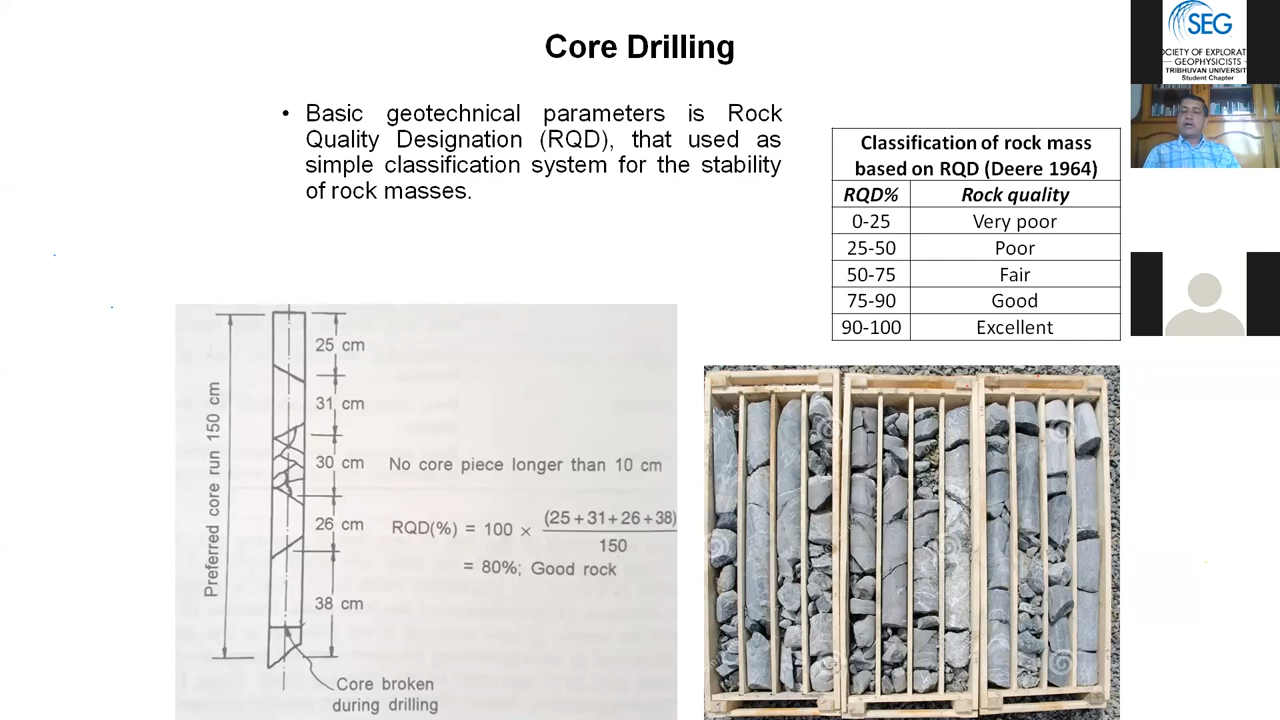 Core Drilling
• Basic geotechnical parameters is Rock
Quality Designation (RQD), that used as
simple classification system for the stability
of rock masses.
Classification of rock mass
based on RQD (Deere 1964)
RQD% Rock quality
0-25 Very poor
25-50 Poor
50-75 Fair
75-90 Good
90-100 Excellent
SEG
OCIETY OF EXPLORAT
GEOPHYSICISTS
TRIBHUVAN UNIVERSIT
Student Chapter
Preferred core run 150 cm
25 cm
31 cm
30 cm
No core piece longer than 10 cm
26 cm
RQD(%) = 100 × (25+31+26+38)
150
= 80%; Good rock
38 cm
Core broken
during drilling